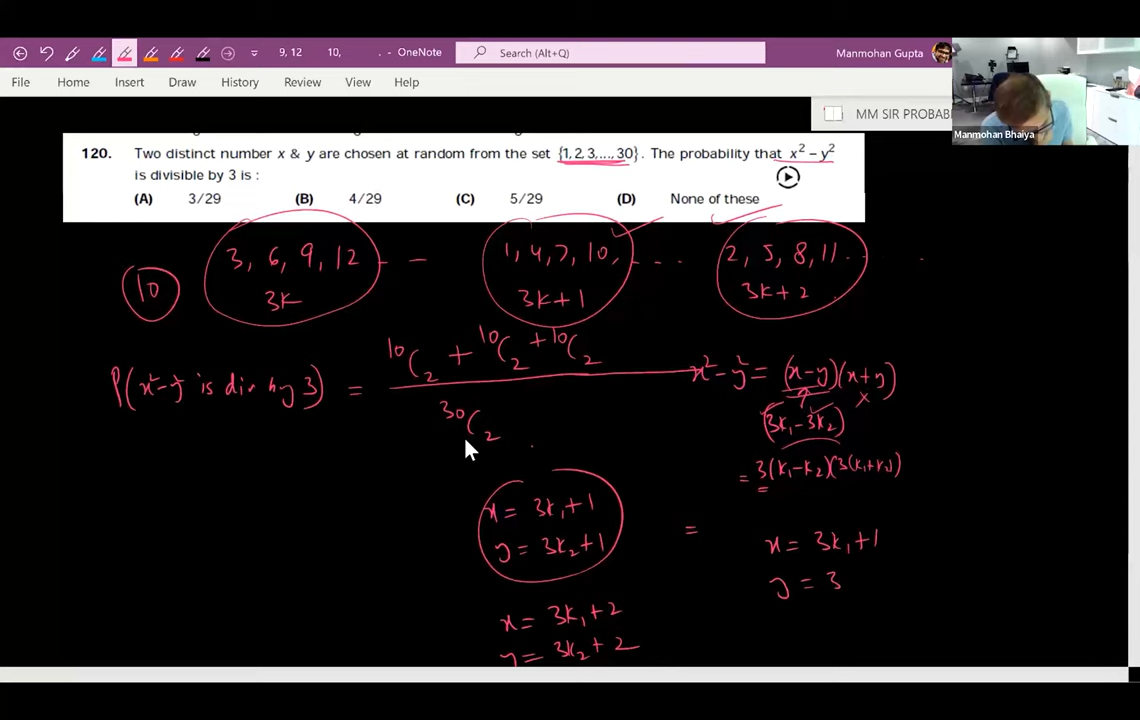 9, 12 10, . - OneNote
Search (Alt+Q)
Manmohan Gupta
File Home Insert Draw History Review View Help
MM SIR PROBABI
Manmohan Bhaiya
120. Two distinct number x & y are chosen at random from the set {1,2,3,...,30}. The probability that x² – y²
is divisible by 3 is :
(A) 3/29 (B) 4/29 (C) 5/29 (D) None of these
10
3, 6, 9, 12 - -
3K
1, 4, 7, 10, . . . .
3K+1
2, 5, 8, 11 . . .
3K+2
¹⁰C₂ + ¹⁰C₂ + ¹⁰C₂
P(x²-y² is div by 3) =
³⁰C₂
x²-y² = (x-y)(x+y)
x
(3K₁-3K₂)
= 3(K₁-K₂)(3(K₁+K₂)
x = 3K₁+1
y = 3K₂+1
=
x = 3K₁+1
y = 3
x = 3K₁+2
y = 3K₂+2